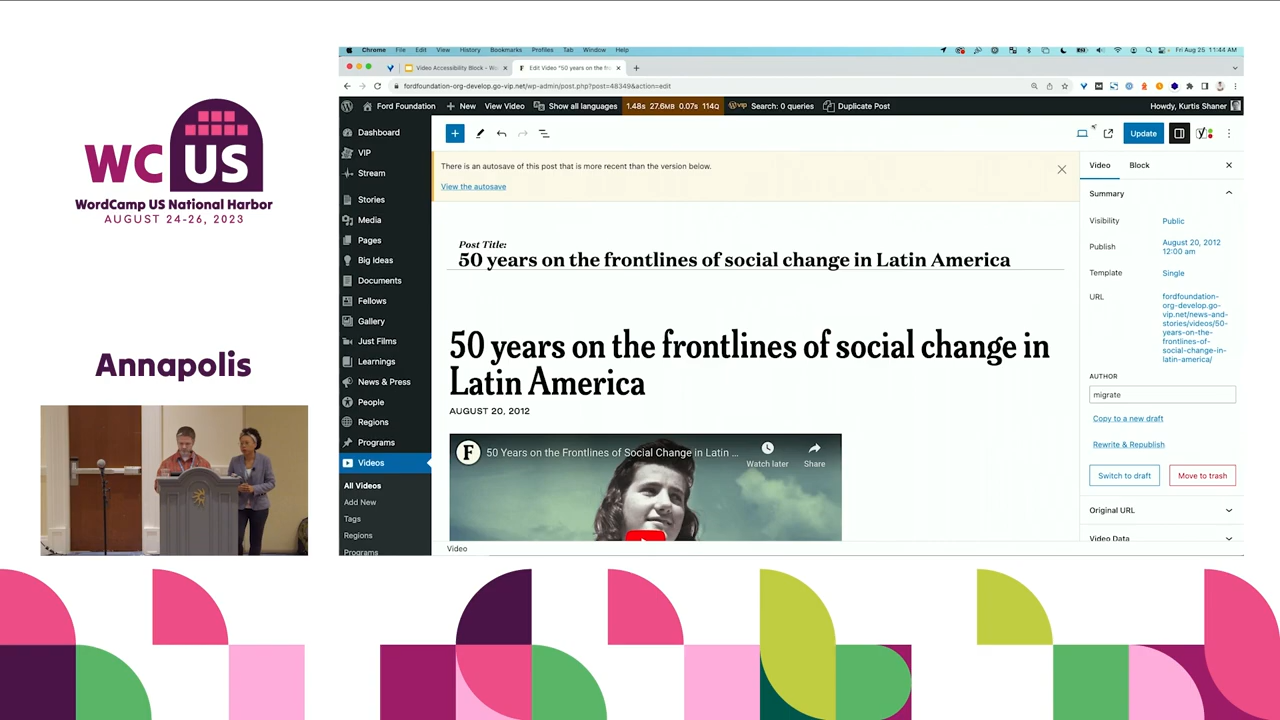 WC US
WordCamp US National Harbor
AUGUST 24-26, 2023
Annapolis
Chrome File Edit View History Bookmarks Profiles Tab Window Help
Fri Aug 25 11:44 AM
Video Accessibility Block - Wo
Edit Video "50 years on the fr
fordfoundation-org-develop.go-vip.net/wp-admin/post.php?post=48349&action=edit
Ford Foundation
New
View Video
Show all languages
1.48s 27.6MB 0.07s 114Q
Search: 0 queries
Duplicate Post
Howdy, Kurtis Shaner
Dashboard
VIP
Stream
Stories
Media
Pages
Big Ideas
Documents
Fellows
Gallery
Just Films
Learnings
News & Press
People
Regions
Programs
Videos
All Videos
Add New
Tags
Regions
Programs
Update
There is an autosave of this post that is more recent than the version below.
View the autosave
Post Title:
50 years on the frontlines of social change in Latin America
50 years on the frontlines of social change in
Latin America
AUGUST 20, 2012
F
50 Years on the Frontlines of Social Change in Latin ...
Watch later
Share
Video
Video
Block
Summary
Visibility
Public
Publish
August 20, 2012
12:00 am
Template
Single
URL
fordfoundation-
org-develop.go-
vip.net/news-and-
stories/videos/50-
years-on-the-
frontlines-of-
social-change-in-
latin-america/
AUTHOR
migrate
Copy to a new draft
Rewrite & Republish
Switch to draft
Move to trash
Original URL
Video Data